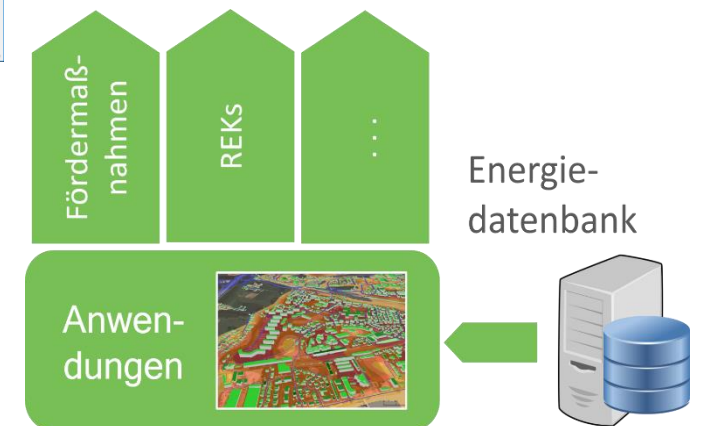 Fördermaß-
nahmen
REKs
...
Energie-
datenbank
Anwen-
dungen